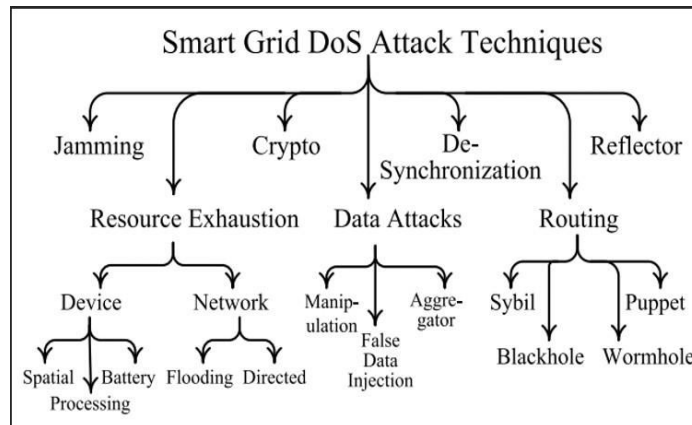 Smart Grid DoS Attack Techniques
Jamming
Crypto
De-
Synchronization
Reflector
Resource Exhaustion
Data Attacks
Routing
Device
Network
Manip-
ulation
False
Data
Injection
Aggre-
gator
Sybil
Puppet
Blackhole
Wormhole
Spatial
Processing
Battery
Flooding
Directed